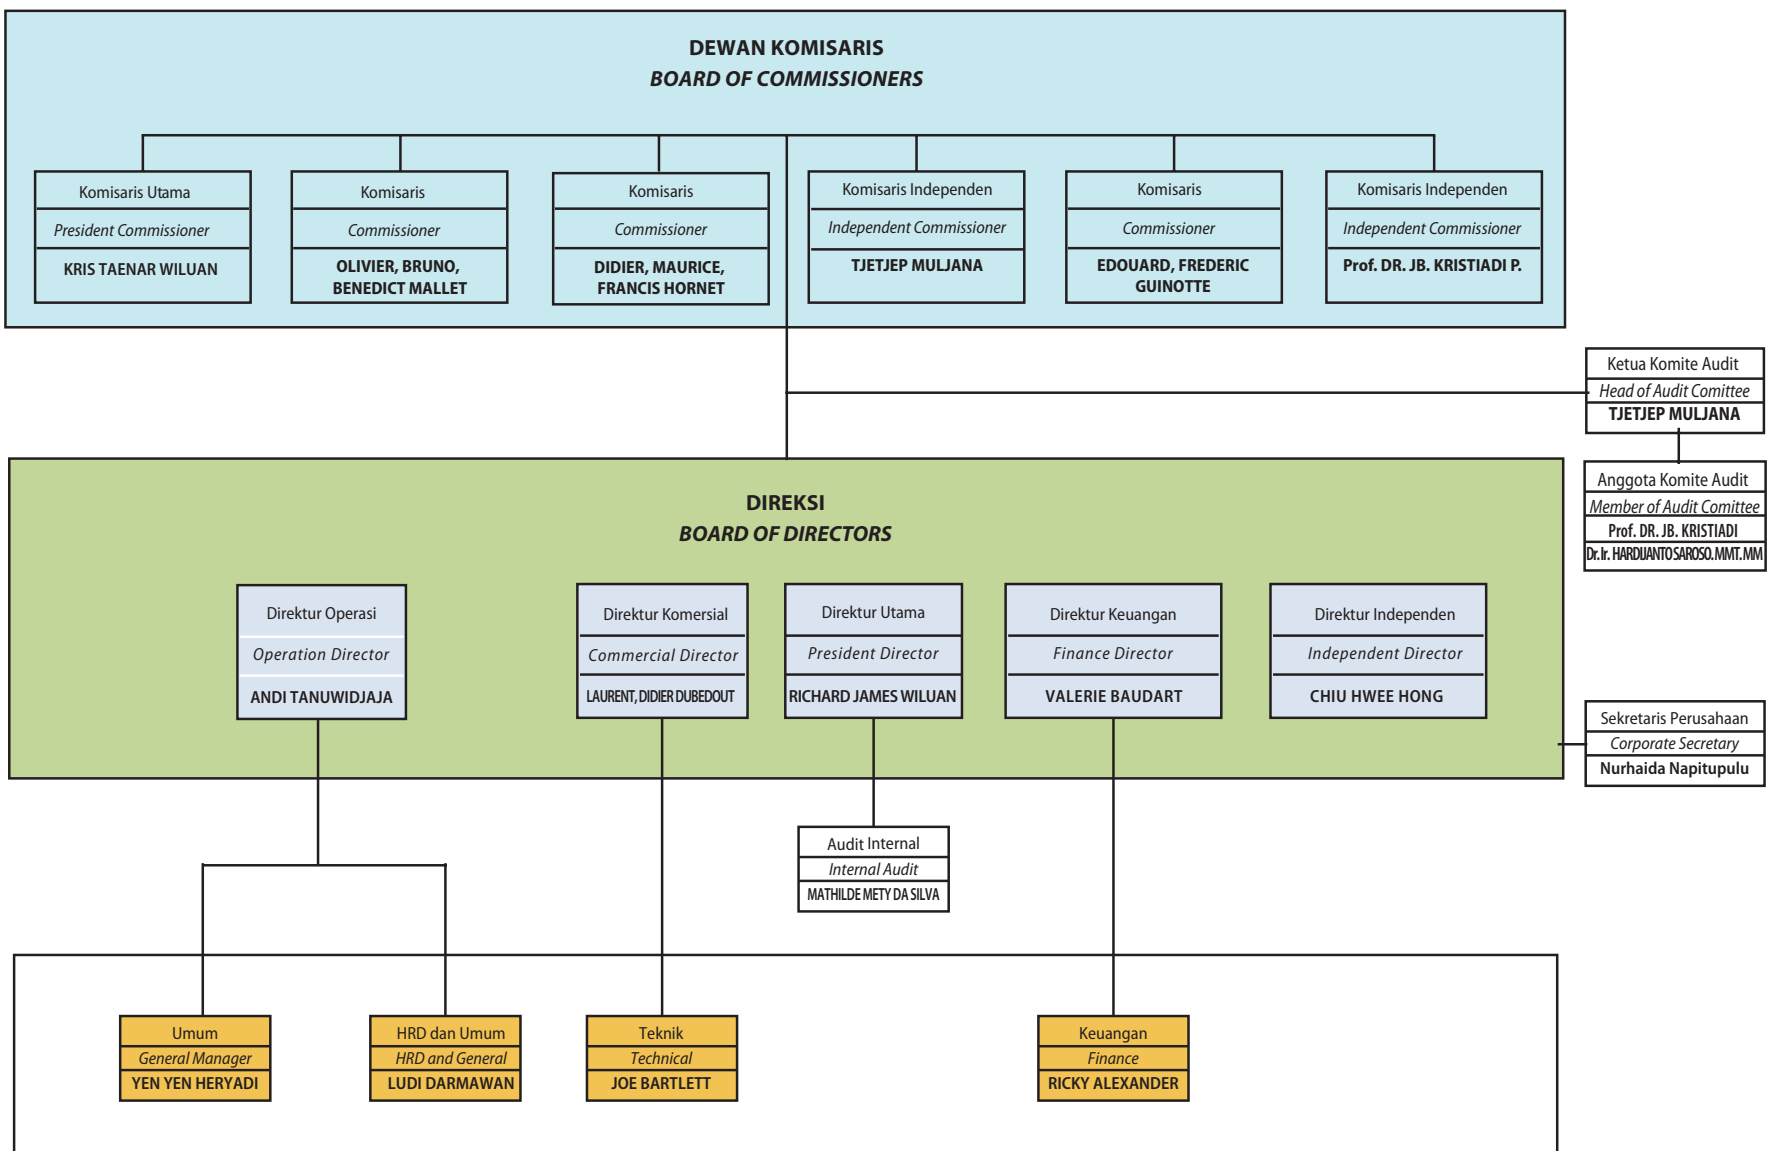 DEWAN KOMISARIS
BOARD OF COMMISSIONERS
Komisaris Utama
President Commissioner
KRIS TAENAR WILUAN
Komisaris
Commissioner
OLIVIER, BRUNO,
BENEDICT MALLET
Komisaris
Commissioner
DIDIER, MAURICE,
FRANCIS HORNET
Komisaris Independen
Independent Commissioner
TJETJEP MULJANA
Komisaris
Commissioner
EDOUARD, FREDERIC
GUINOTTE
Komisaris Independen
Independent Commissioner
Prof. DR. JB. KRISTIADI P.
Ketua Komite Audit
Head of Audit Comittee
TJETJEP MULJANA
Anggota Komite Audit
Member of Audit Comittee
Prof. DR. JB. KRISTIADI
Dr. Ir. HARDIJANTO SAROSO. MMT. MM
DIREKSI
BOARD OF DIRECTORS
Direktur Operasi
Operation Director
ANDI TANUWIDJAJA
Direktur Komersial
Commercial Director
LAURENT, DIDIER DUBEDOUT
Direktur Utama
President Director
RICHARD JAMES WILUAN
Direktur Keuangan
Finance Director
VALERIE BAUDART
Direktur Independen
Independent Director
CHIU HWEE HONG
Sekretaris Perusahaan
Corporate Secretary
Nurhaida Napitupulu
Audit Internal
Internal Audit
MATHILDE METY DA SILVA
Umum
General Manager
YEN YEN HERYADI
HRD dan Umum
HRD and General
LUDI DARMAWAN
Teknik
Technical
JOE BARTLETT
Keuangan
Finance
RICKY ALEXANDER